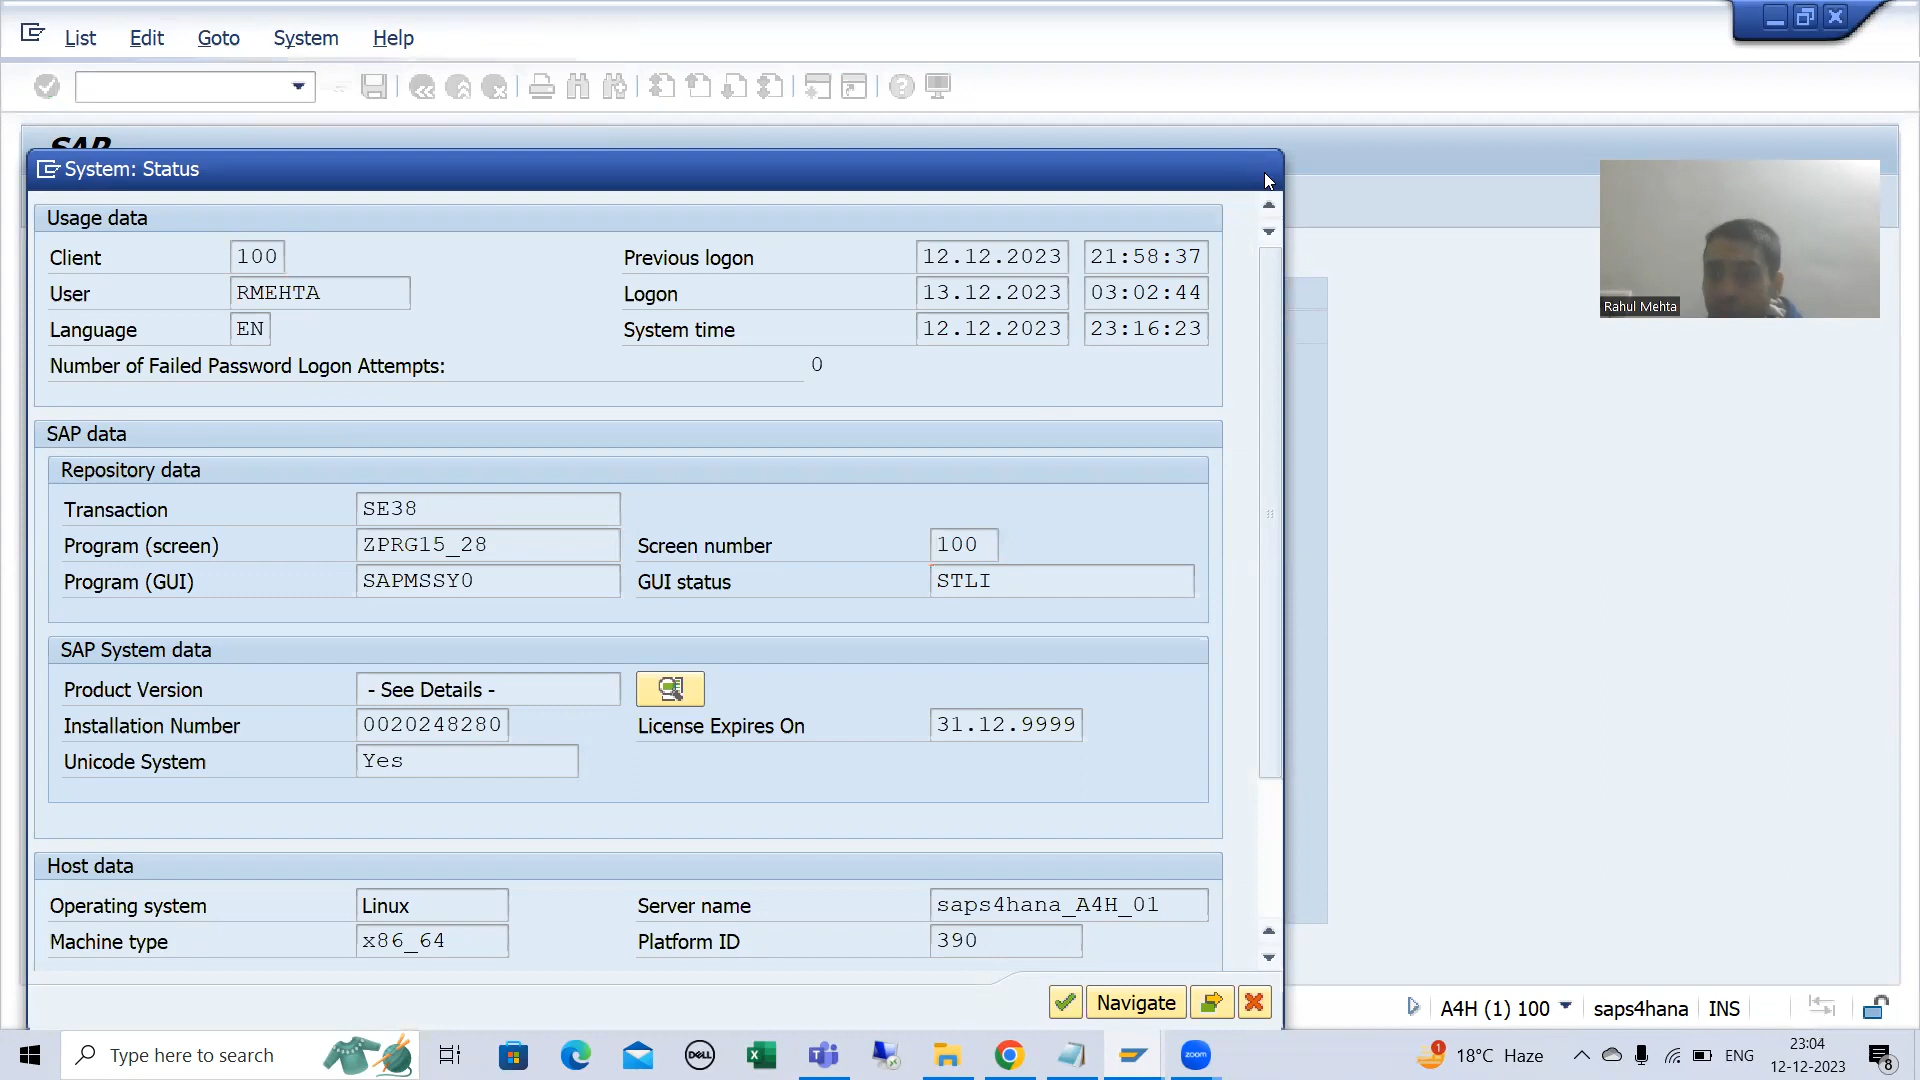 List Edit Goto System Help
SAP
System: Status
Usage data
Client 100 Previous logon 12.12.2023 21:58:37
User RMEHTA Logon 13.12.2023 03:02:44
Language EN System time 12.12.2023 23:16:23
Number of Failed Password Logon Attempts: 0
SAP data
Repository data
Transaction SE38
Program (screen) ZPRG15_28 Screen number 100
Program (GUI) SAPMSSY0 GUI status STLI
SAP System data
Product Version - See Details -
Installation Number 0020248280 License Expires On 31.12.9999
Unicode System Yes
Host data
Operating system Linux Server name saps4hana_A4H_01
Machine type x86_64 Platform ID 390
Navigate
Rahul Mehta
A4H (1) 100 saps4hana INS
Type here to search DELL zoom 1 18°C Haze ENG 23:04
12-12-2023 8